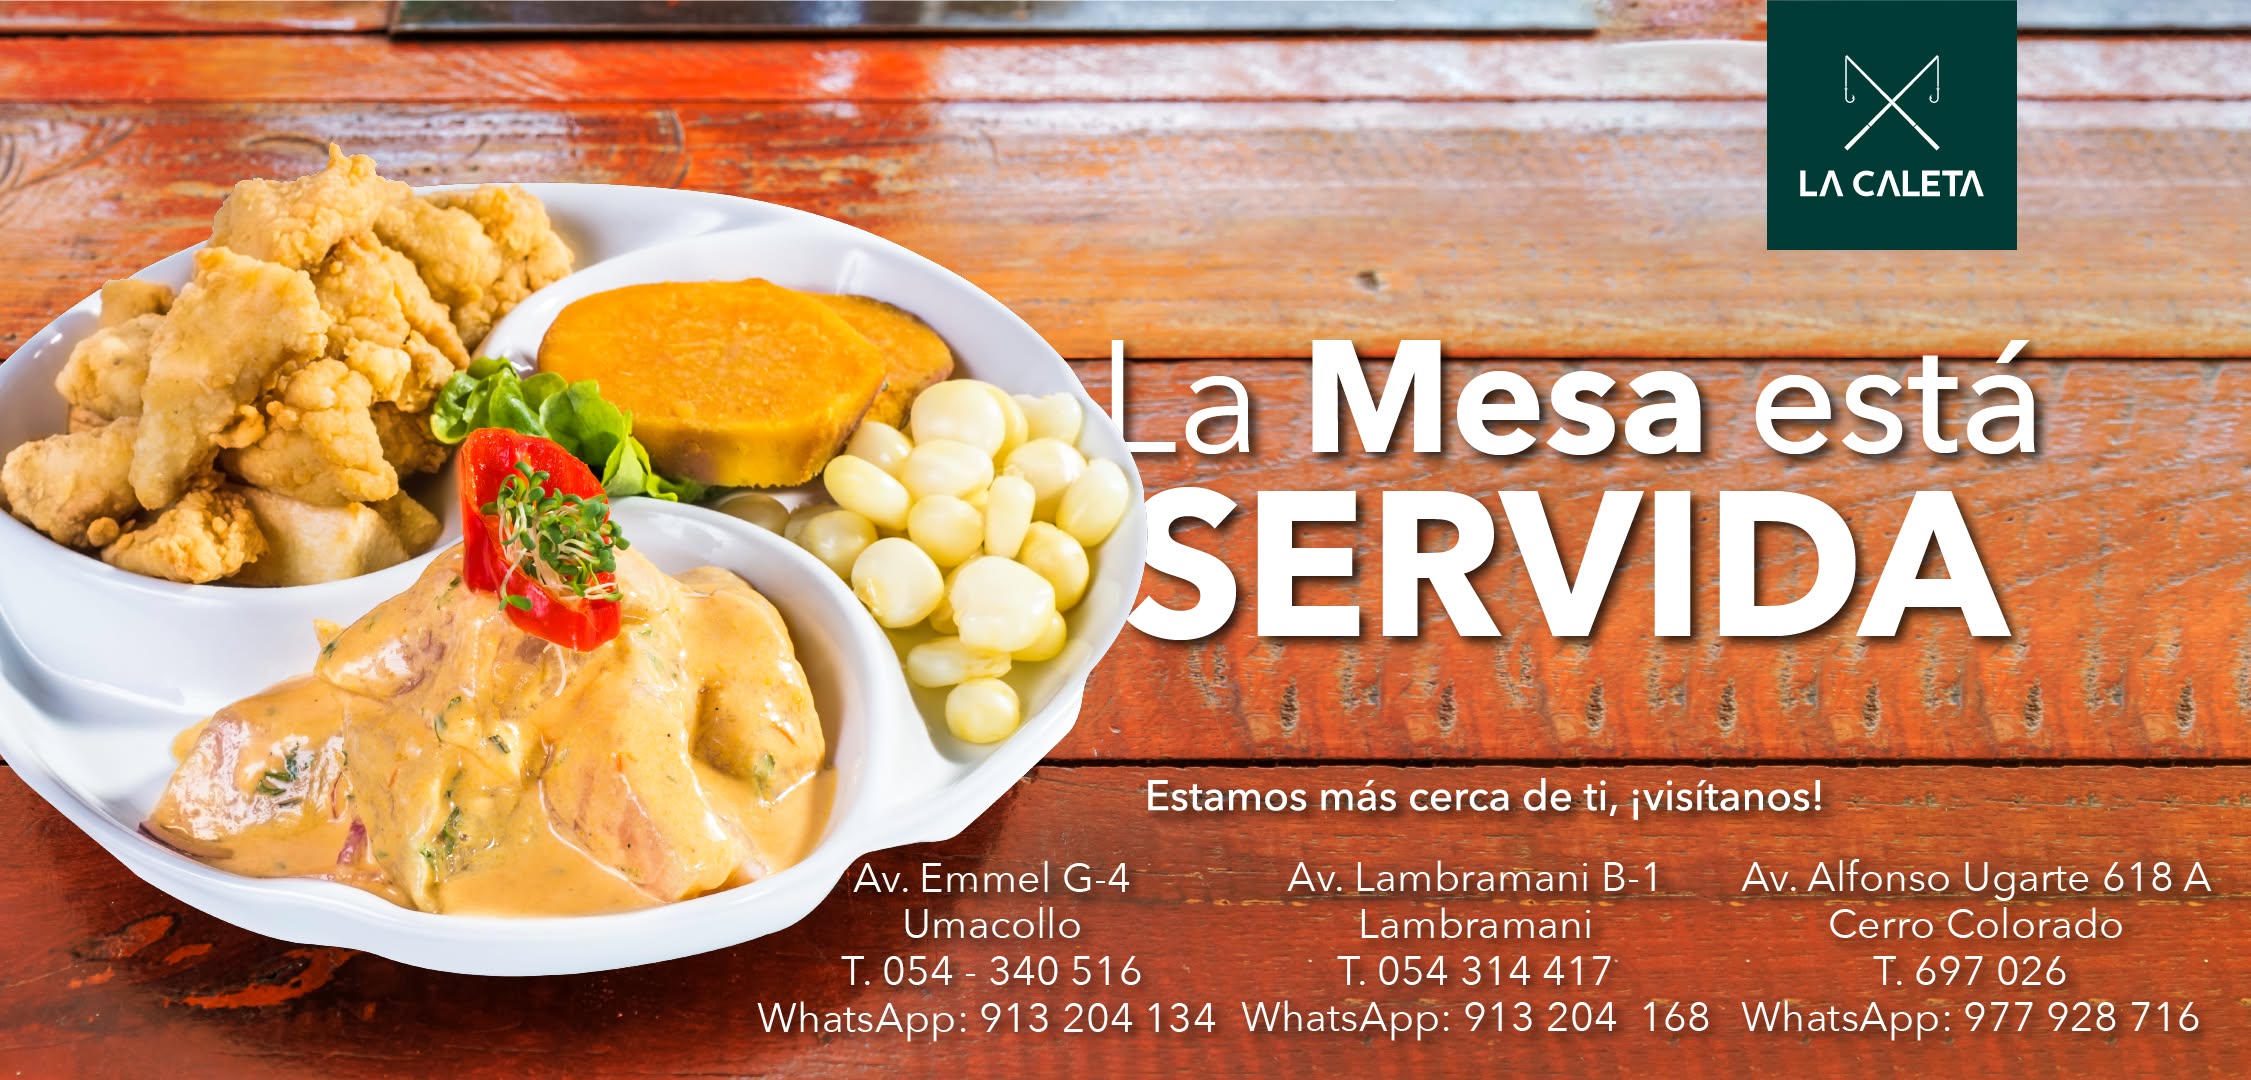 LA CALETA
La Mesa está
SERVIDA
Estamos más cerca de ti, ¡visítanos!
Av. Emmel G-4
Umacollo
T. 054 - 340 516
WhatsApp: 913 204 134
Av. Lambramani B-1
Lambramani
T. 054 314 417
WhatsApp: 913 204 168
Av. Alfonso Ugarte 618 A
Cerro Colorado
T. 697 026
WhatsApp: 977 928 716